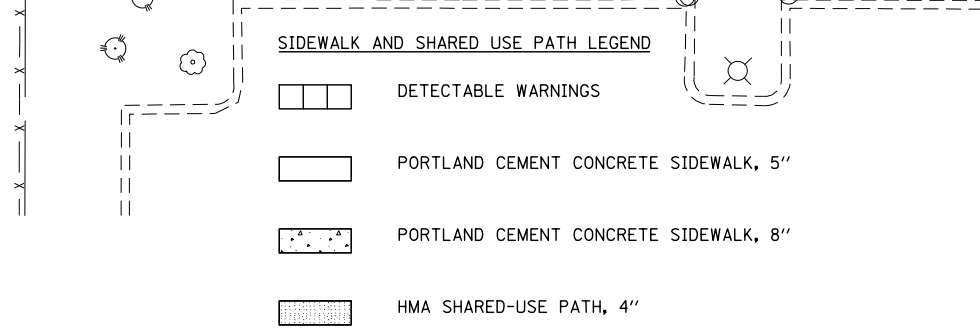 SIDEWALK AND SHARED USE PATH LEGEND
DETECTABLE WARNINGS
PORTLAND CEMENT CONCRETE SIDEWALK, 5"
PORTLAND CEMENT CONCRETE SIDEWALK, 8"
HMA SHARED-USE PATH, 4"